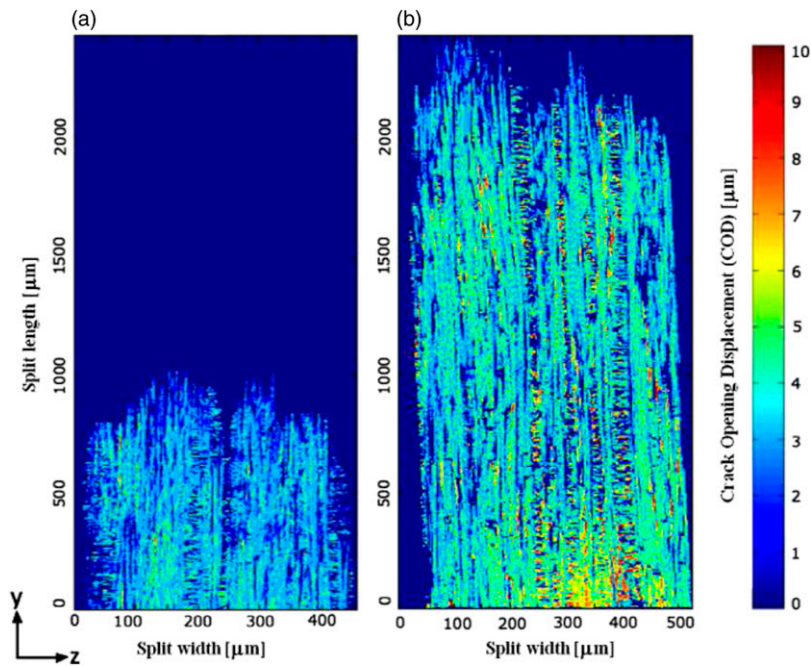 (a)
(b)
Split length [μm]
2000
1500
1000
500
0
0 100 200 300 400
Split width [μm]
2000
1500
1000
500
0
0 100 200 300 400 500
Split width [μm]
10
9
8
7
6
5
4
3
2
1
0
Crack Opening Displacement (COD) [μm]
y
z